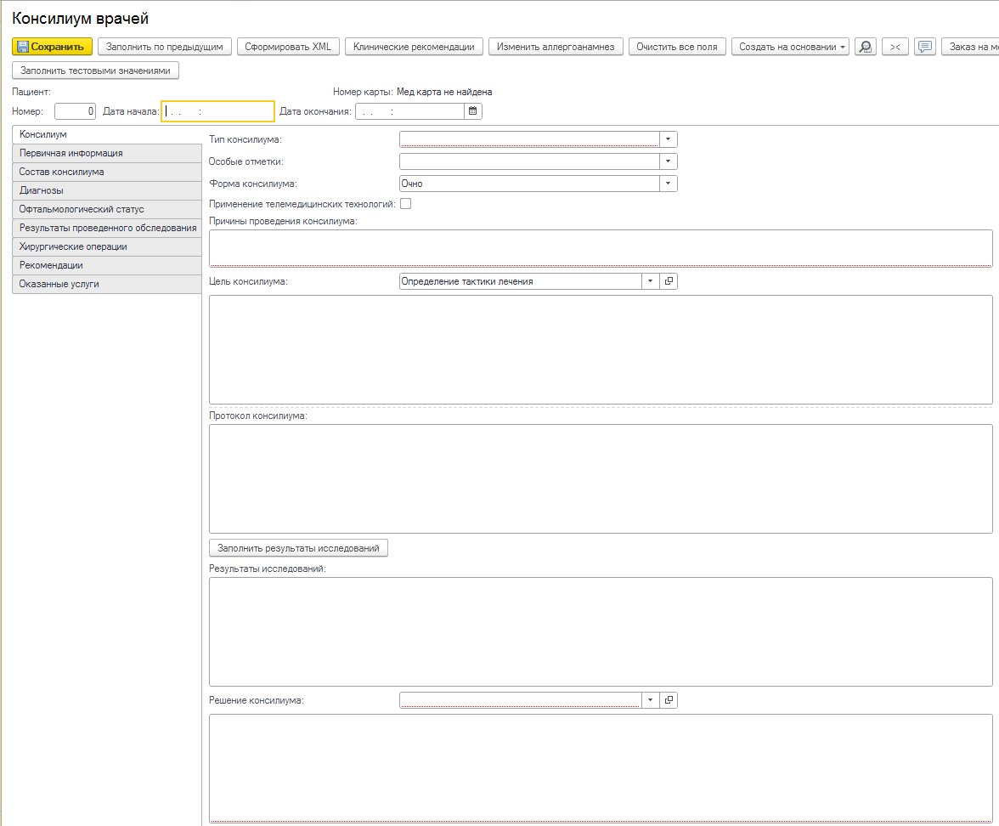 Консилиум врачей
Сохранить Заполнить по предыдущим Сформировать XML Клинические рекомендации Изменить аллергоанамнез Очистить все поля Создать на основании >< Заказ на
Заполнить тестовыми значениями
Пациент: Номер карты: Мед карта не найдена
Номер: 0 Дата начала: . . : Дата окончания: . . :
Консилиум
Первичная информация
Состав консилиума
Диагнозы
Офтальмологический статус
Результаты проведенного обследования
Хирургические операции
Рекомендации
Оказанные услуги
Тип консилиума:
Особые отметки:
Форма консилиума: Очно
Применение телемедицинских технологий:
Причины проведения консилиума:
Цель консилиума: Определение тактики лечения
Протокол консилиума:
Заполнить результаты исследований
Результаты исследований:
Решение консилиума: